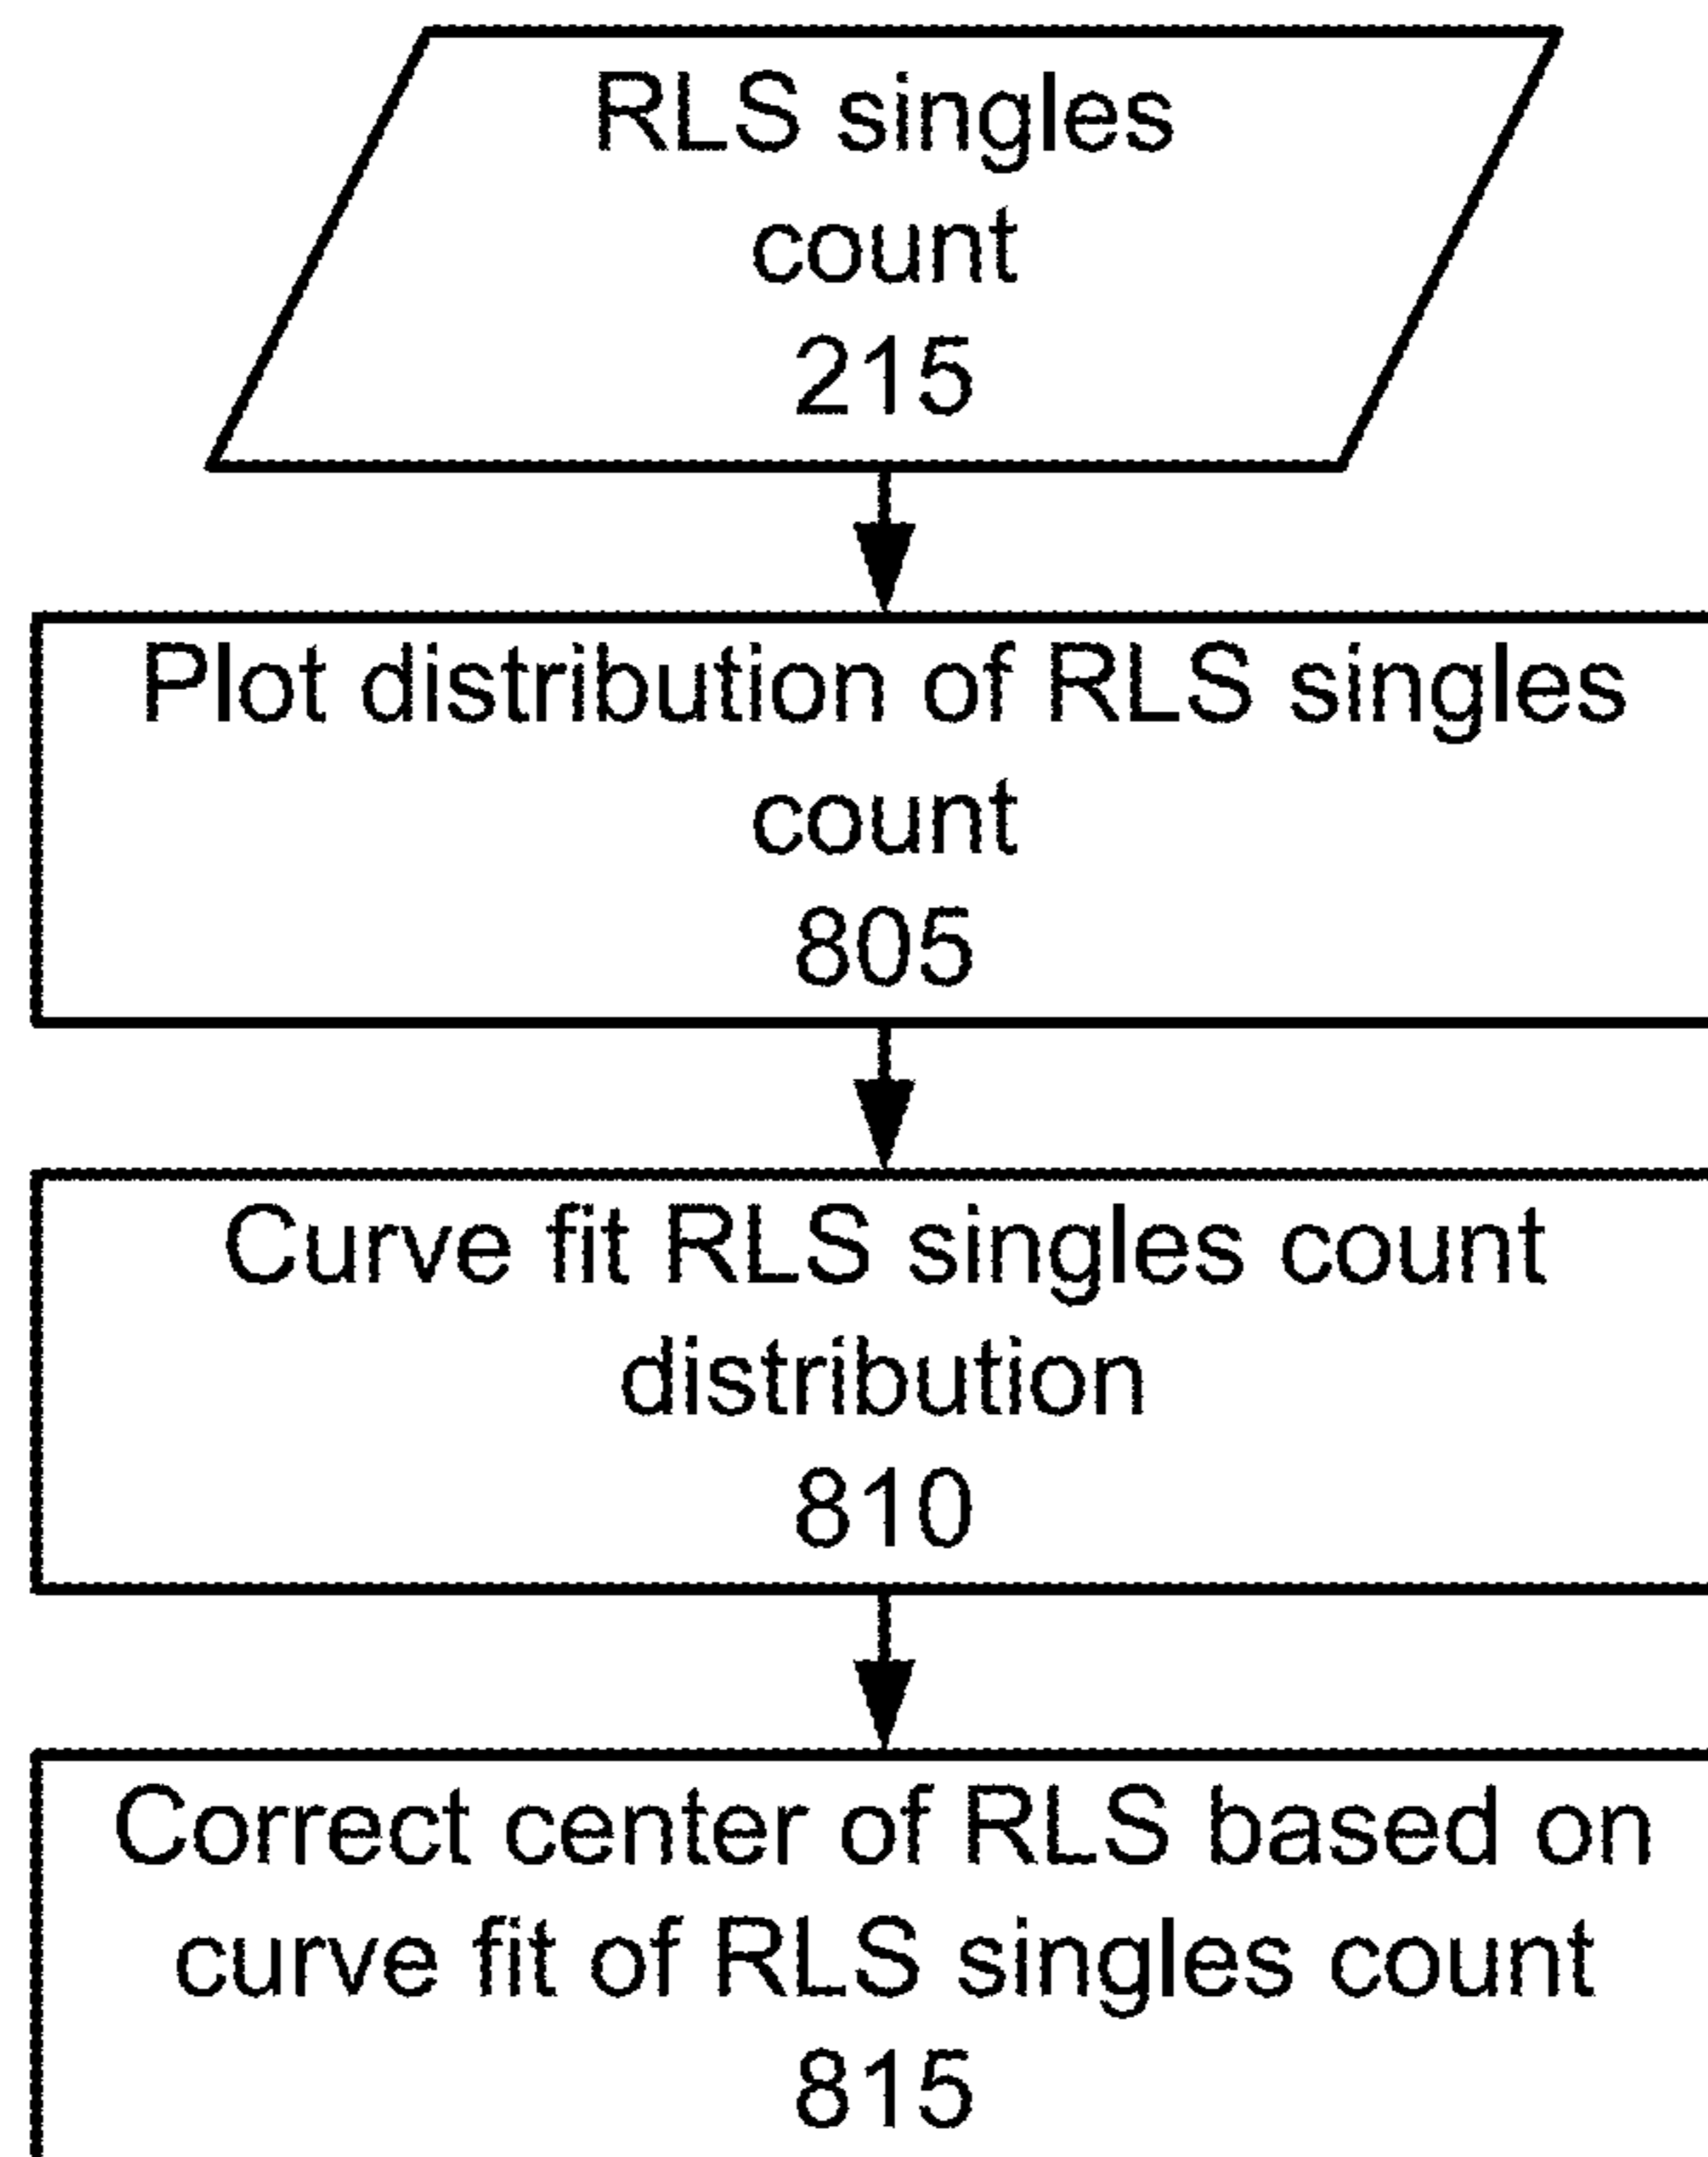 RLS singles
count
215
Plot distribution of RLS singles
count
805
Curve fit RLS singles count
distribution
810
Correct center of RLS based on
curve fit of RLS singles count
815